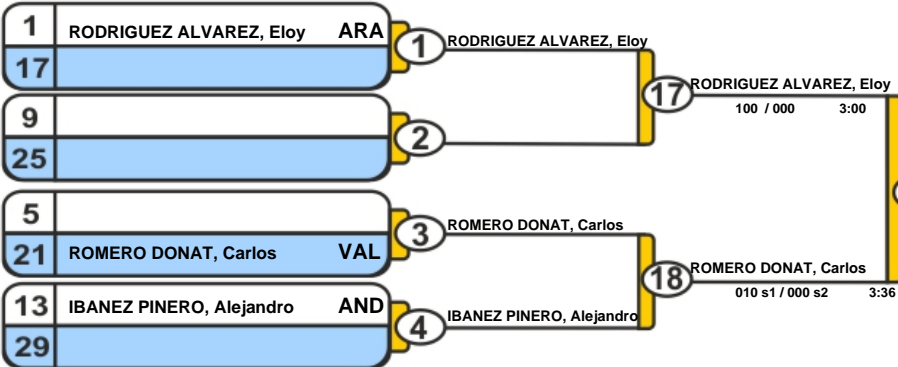 1 RODRIGUEZ ALVAREZ, Eloy ARA
17
1
RODRIGUEZ ALVAREZ, Eloy
9
25
2
17
RODRIGUEZ ALVAREZ, Eloy
100 / 000 3:00
5
21 ROMERO DONAT, Carlos VAL
3
ROMERO DONAT, Carlos
13 IBANEZ PINERO, Alejandro AND
29
4
IBANEZ PINERO, Alejandro
18
ROMERO DONAT, Carlos
010 s1 / 000 s2 3:36